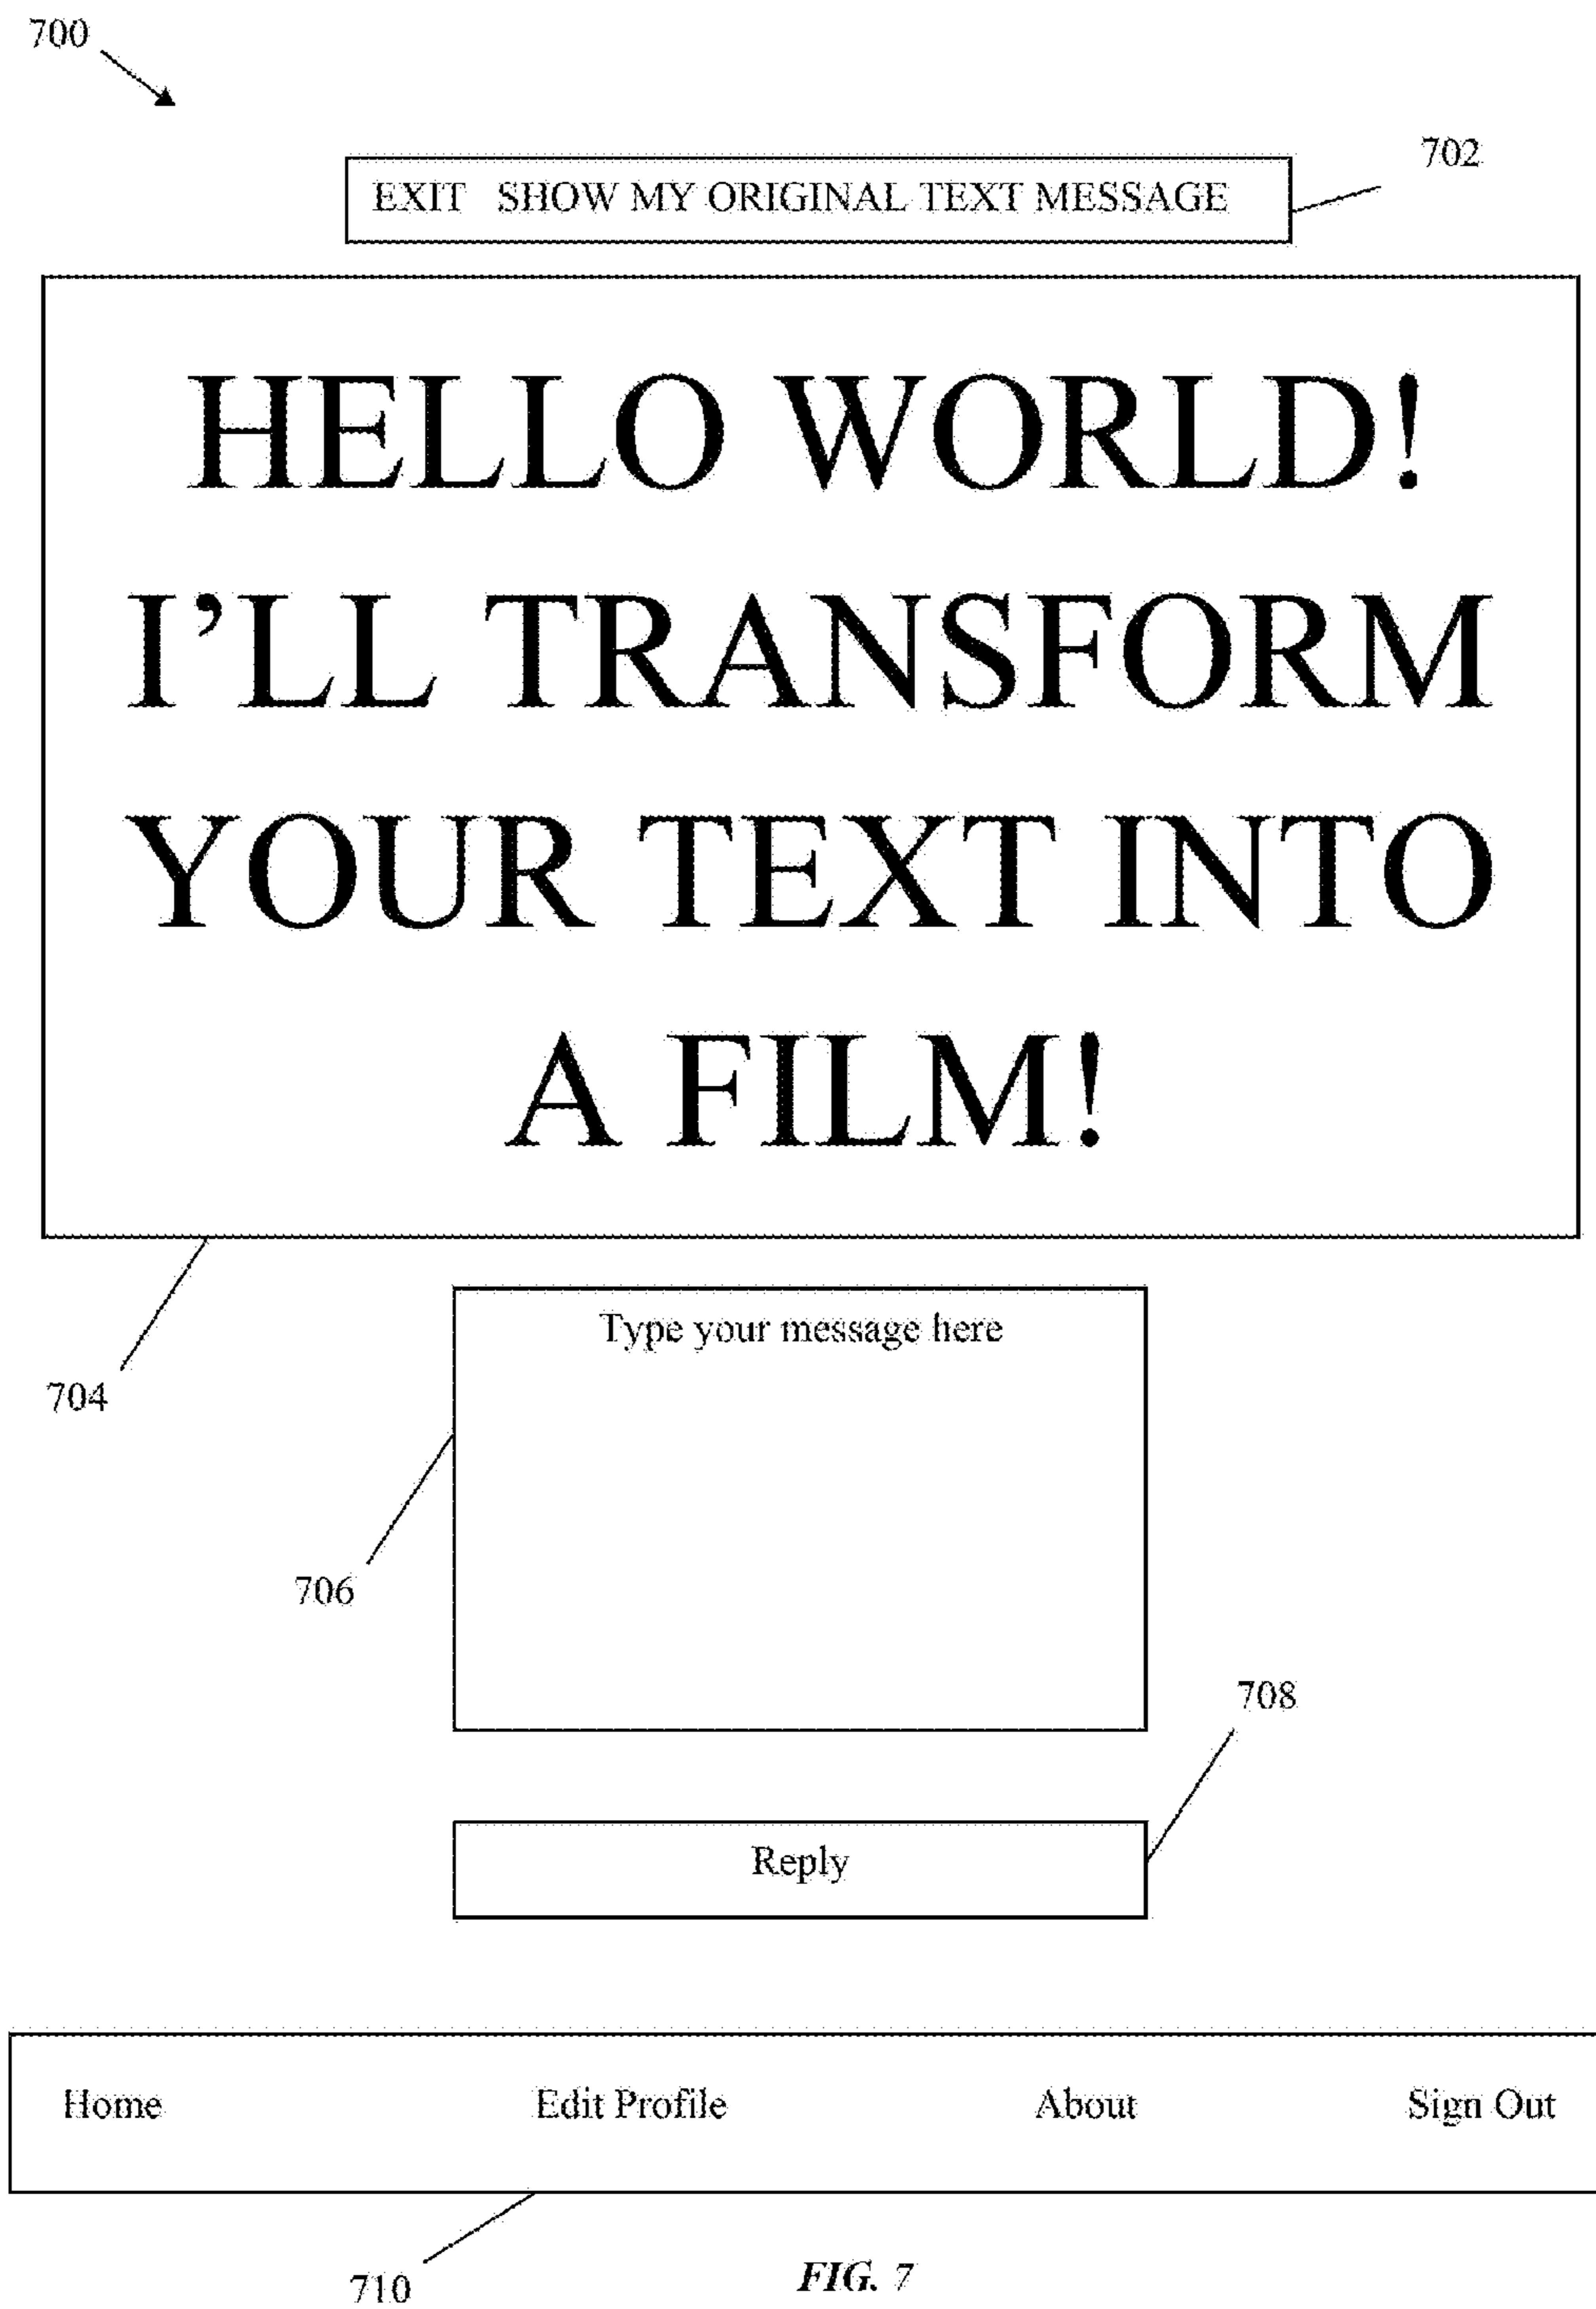 700
702
EXIT SHOW MY ORIGINAL TEXT MESSAGE
HELLO WORLD!
I’LL TRANSFORM
YOUR TEXT INTO
A FILM!
704
Type your message here
706
708
Reply
Home Edit Profile About Sign Out
710
FIG. 7